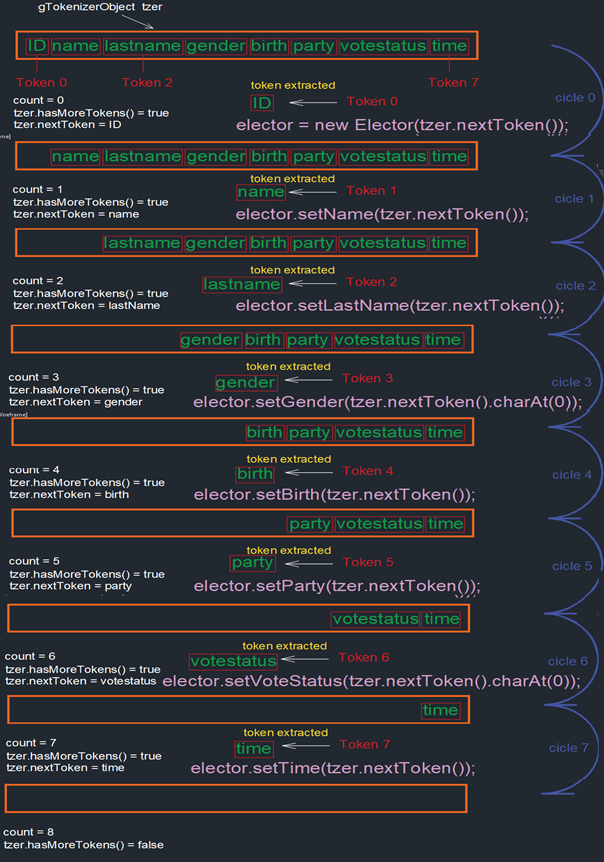 gTokenizerObject tzer
ID name lastname gender birth party votestatus time
Token 0 Token 2 Token 7
token extracted
count = 0
ID Token 0
cicle 0
tzer.hasMoreTokens() = true
tzer.nextToken = ID
elector = new Elector(tzer.nextToken());
me]
name lastname gender birth party votestatus time
token extracted
count = 1
name Token 1
cicle 1
tzer.hasMoreTokens() = true
tzer.nextToken = name
elector.setName(tzer.nextToken());
lastname gender birth party votestatus time
token extracted
count = 2
lastname Token 2
cicle 2
tzer.hasMoreTokens() = true
tzer.nextToken = lastName
elector.setLastName(tzer.nextToken());
gender birth party votestatus time
token extracted
count = 3
gender Token 3
cicle 3
tzer.hasMoreTokens() = true
tzer.nextToken = gender
elector.setGender(tzer.nextToken().charAt(0));
Wireframe]
birth party votestatus time
token extracted
count = 4
birth Token 4
cicle 4
tzer.hasMoreTokens() = true
tzer.nextToken = birth
elector.setBirth(tzer.nextToken());
party votestatus time
token extracted
count = 5
party Token 5
cicle 5
tzer.hasMoreTokens() = true
tzer.nextToken = party
elector.setParty(tzer.nextToken());
votestatus time
token extracted
count = 6
votestatus Token 6
cicle 6
tzer.hasMoreTokens() = true
tzer.nextToken = votestatus
elector.setVoteStatus(tzer.nextToken().charAt(0));
time
token extracted
count = 7
time Token 7
cicle 7
tzer.hasMoreTokens() = true
tzer.nextToken = time
elector.setTime(tzer.nextToken());
count = 8
tzer.hasMoreTokens() = false